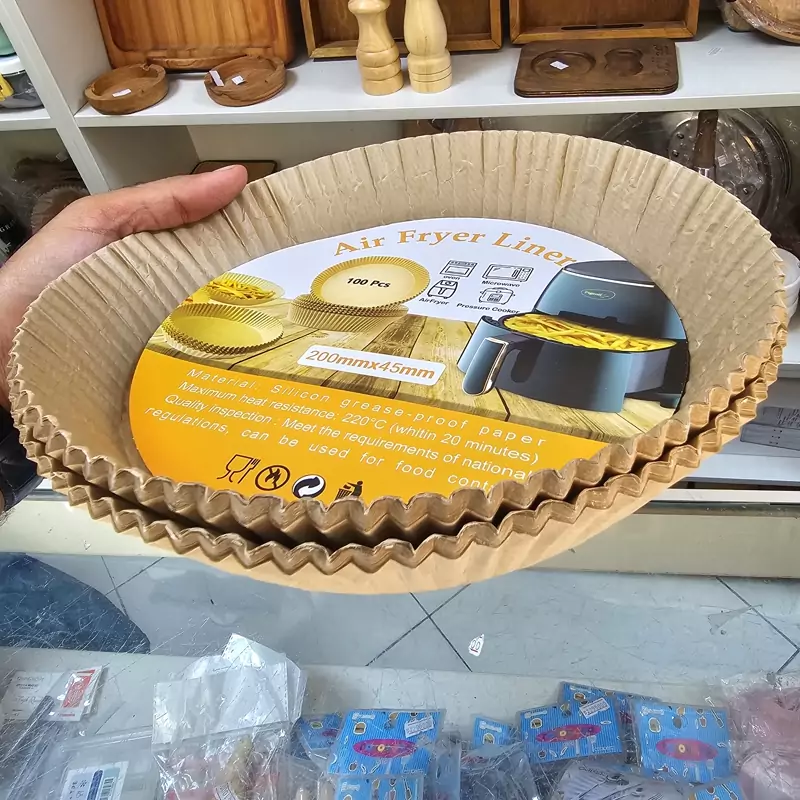 Air Fryer Liner
100 Pcs
oven
Microwave
AirFryer
Pressure Cooker
200mmx45mm
Material: Silicon grease-proof paper
Maximum heat resistance: 220°C (whitin 20 minutes)
Quality inspection: Meet the requirements of national
regulations, can be used for food cont